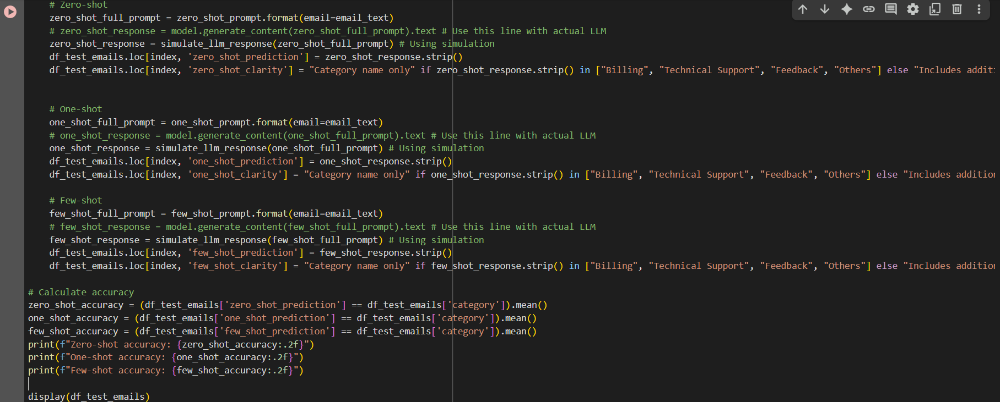 # Zero-shot
zero_shot_full_prompt = zero_shot_prompt.format(email=email_text)
# zero_shot_response = model.generate_content(zero_shot_full_prompt).text # Use this line with actual LLM
zero_shot_response = simulate_llm_response(zero_shot_full_prompt) # Using simulation
df_test_emails.loc[index, 'zero_shot_prediction'] = zero_shot_response.strip()
df_test_emails.loc[index, 'zero_shot_clarity'] = "Category name only" if zero_shot_response.strip() in ["Billing", "Technical Support", "Feedback", "Others"] else "Includes addit
# One-shot
one_shot_full_prompt = one_shot_prompt.format(email=email_text)
# one_shot_response = model.generate_content(one_shot_full_prompt).text # Use this line with actual LLM
one_shot_response = simulate_llm_response(one_shot_full_prompt) # Using simulation
df_test_emails.loc[index, 'one_shot_prediction'] = one_shot_response.strip()
df_test_emails.loc[index, 'one_shot_clarity'] = "Category name only" if one_shot_response.strip() in ["Billing", "Technical Support", "Feedback", "Others"] else "Includes addition
# Few-shot
few_shot_full_prompt = few_shot_prompt.format(email=email_text)
# few_shot_response = model.generate_content(few_shot_full_prompt).text # Use this line with actual LLM
few_shot_response = simulate_llm_response(few_shot_full_prompt) # Using simulation
df_test_emails.loc[index, 'few_shot_prediction'] = few_shot_response.strip()
df_test_emails.loc[index, 'few_shot_clarity'] = "Category name only" if few_shot_response.strip() in ["Billing", "Technical Support", "Feedback", "Others"] else "Includes addition
# Calculate accuracy
zero_shot_accuracy = (df_test_emails['zero_shot_prediction'] == df_test_emails['category']).mean()
one_shot_accuracy = (df_test_emails['one_shot_prediction'] == df_test_emails['category']).mean()
few_shot_accuracy = (df_test_emails['few_shot_prediction'] == df_test_emails['category']).mean()
print(f"Zero-shot accuracy: {zero_shot_accuracy:.2f}")
print(f"One-shot accuracy: {one_shot_accuracy:.2f}")
print(f"Few-shot accuracy: {few_shot_accuracy:.2f}")
display(df_test_emails)